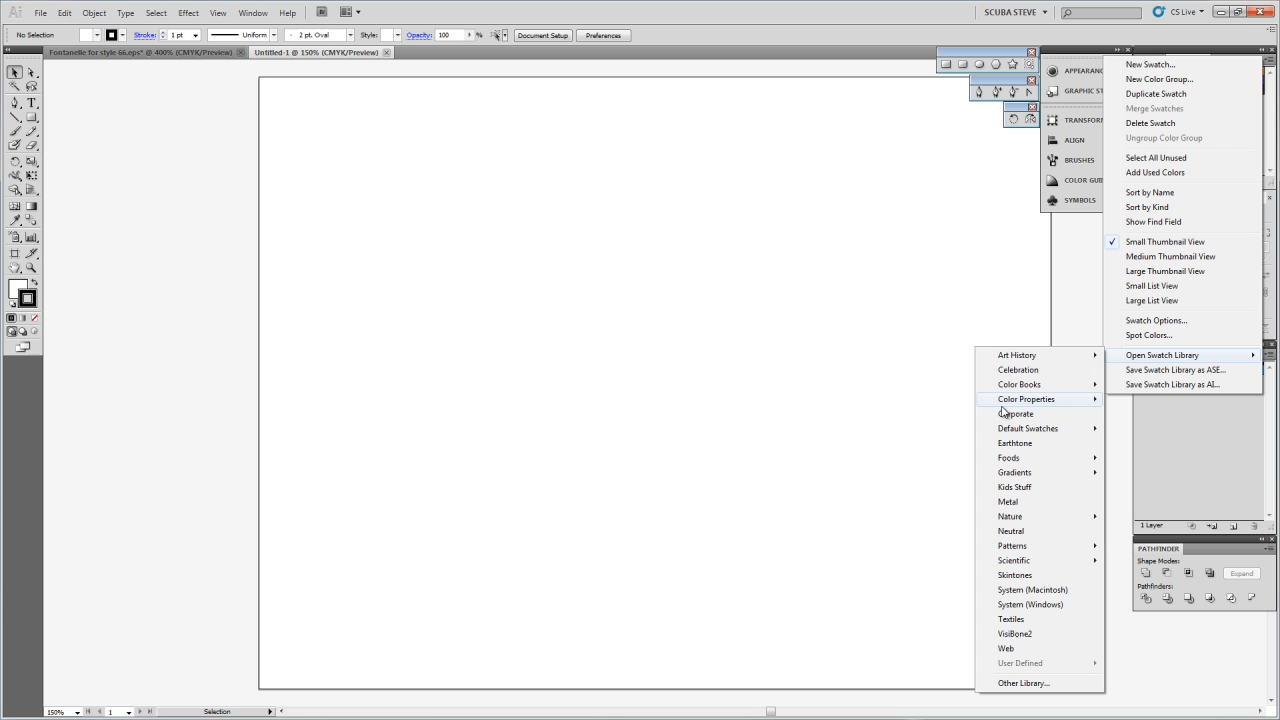 Ai File Edit Object Type Select Effect View Window Help Br SCUBA STEVE CS Live
No Selection Stroke: 1 pt Uniform 2 pt. Oval Style: Opacity: 100 % Document Setup Preferences
Fontanelle for style 66.eps* @ 400% (CMYK/Preview) Untitled-1 @ 150% (CMYK/Preview)
APPEARANC
GRAPHIC ST
TRANSFORM
ALIGN
BRUSHES
COLOR GUI
SYMBOLS
New Swatch...
New Color Group...
Duplicate Swatch
Merge Swatches
Delete Swatch
Ungroup Color Group
Select All Unused
Add Used Colors
Sort by Name
Sort by Kind
Show Find Field
Small Thumbnail View
Medium Thumbnail View
Large Thumbnail View
Small List View
Large List View
Swatch Options...
Spot Colors...
Open Swatch Library
Save Swatch Library as ASE...
Save Swatch Library as AI...
Art History
Celebration
Color Books
Color Properties
Corporate
Default Swatches
Earthtone
Foods
Gradients
Kids Stuff
Metal
Nature
Neutral
Patterns
Scientific
Skintones
System (Macintosh)
System (Windows)
Textiles
VisiBone2
Web
User Defined
Other Library...
1 Layer
PATHFINDER
Shape Modes:
Expand
Pathfinders:
150% 1 Selection